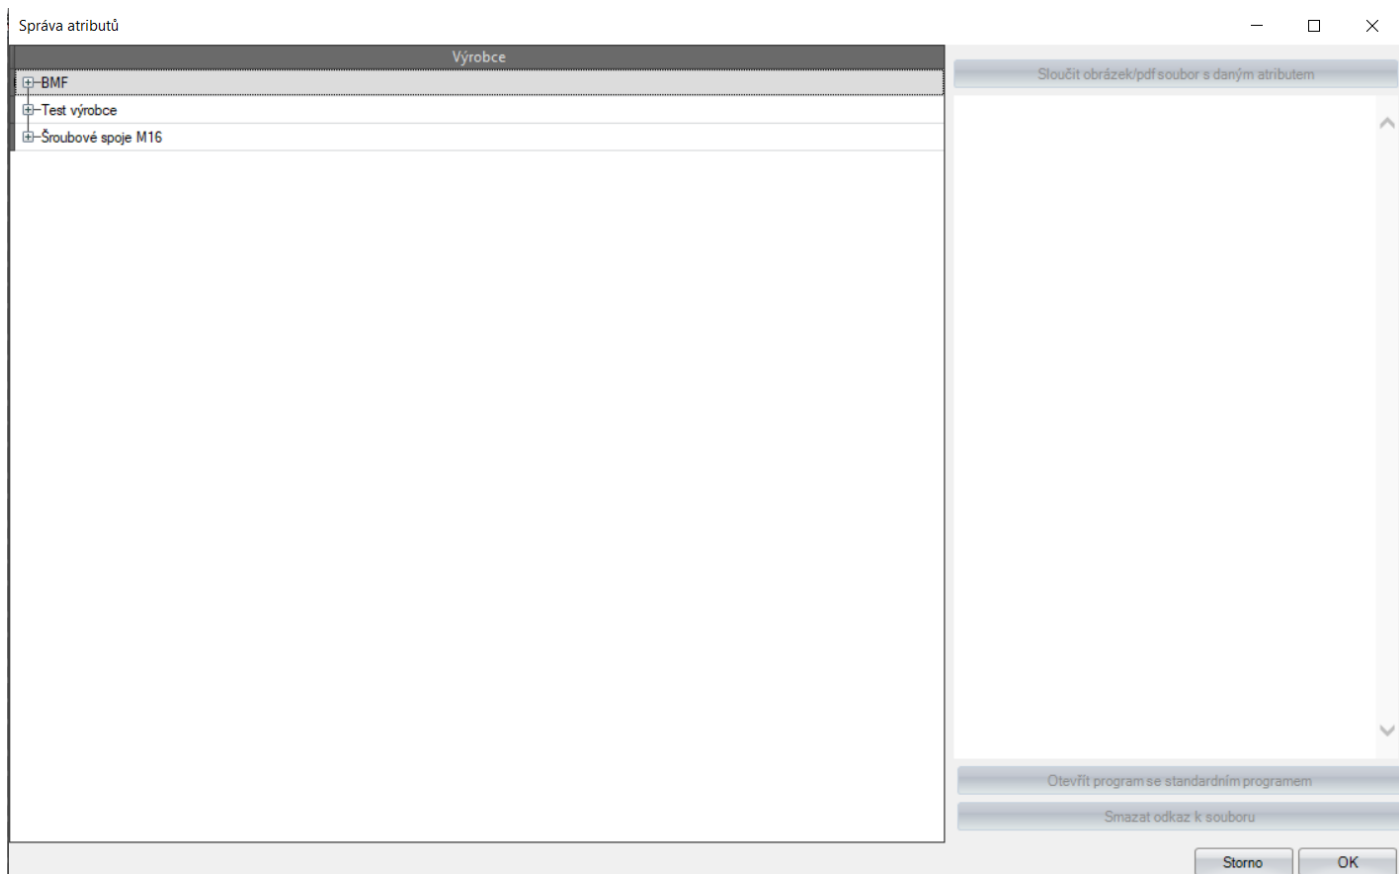 Správa atributů
Výrobce
Sloučit obrázek/pdf soubor s daným atributem
BMF
Test výrobce
Šroubové spoje M16
Otevřít program se standardním programem
Smazat odkaz k souboru
Storno
OK